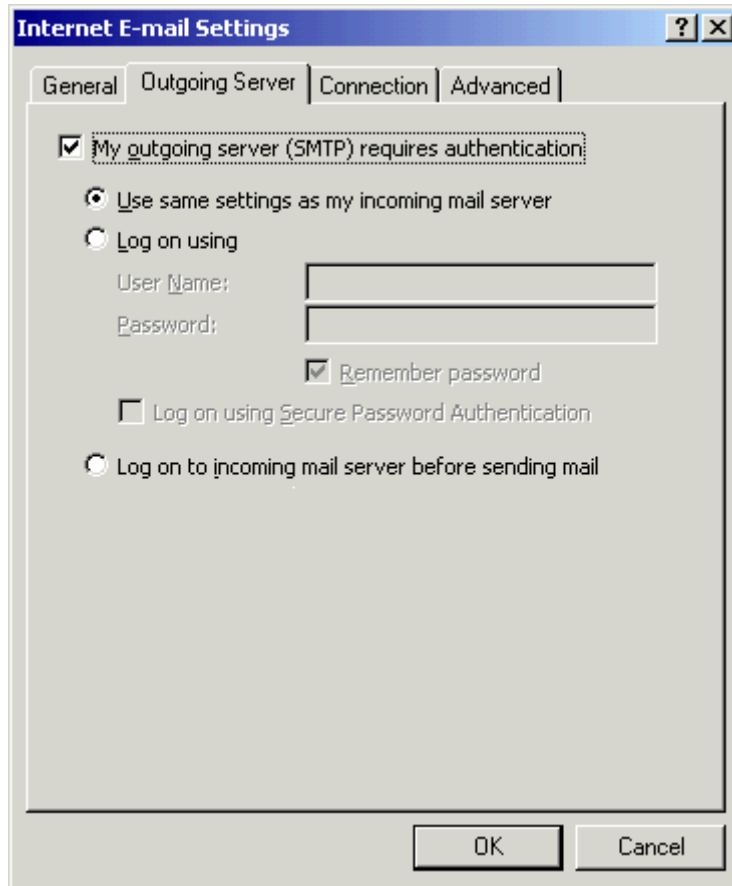 Internet E-mail Settings
General Outgoing Server Connection Advanced
My outgoing server (SMTP) requires authentication
Use same settings as my incoming mail server
Log on using
User Name:
Password:
Remember password
Log on using Secure Password Authentication
Log on to incoming mail server before sending mail
OK Cancel